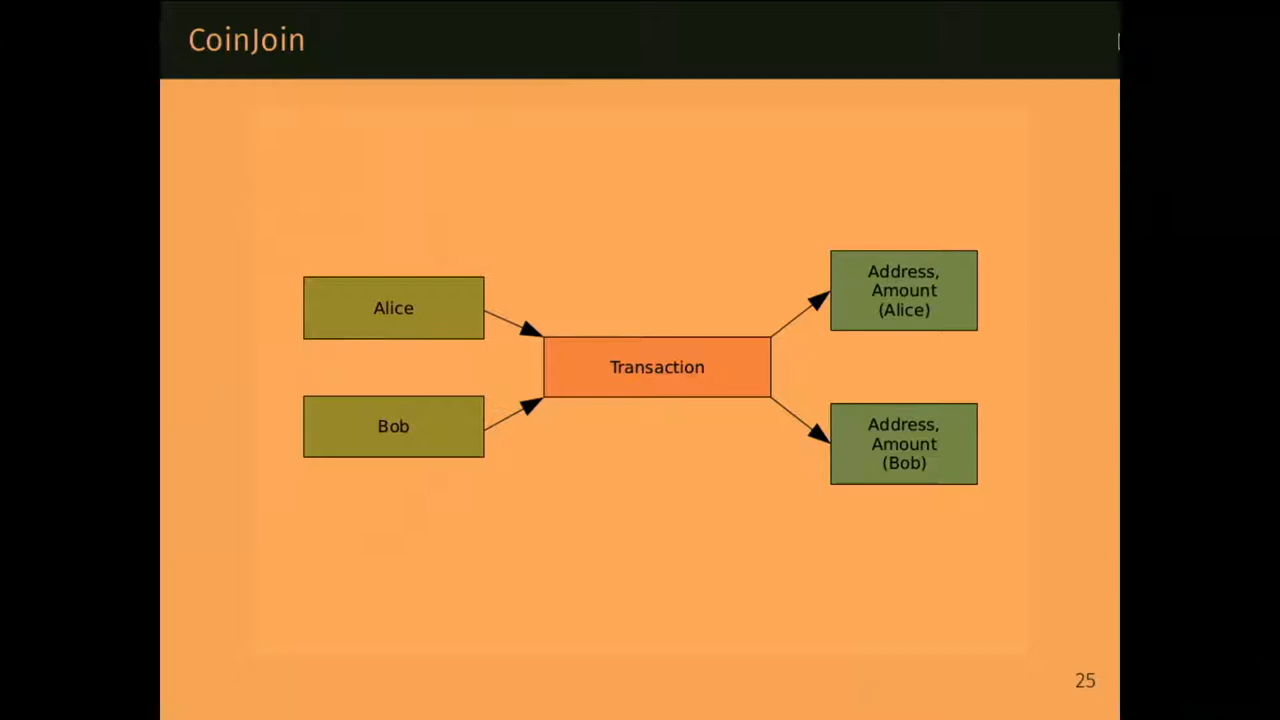 CoinJoin
Alice
Bob
Transaction
Address,
Amount
(Alice)
Address,
Amount
(Bob)
25